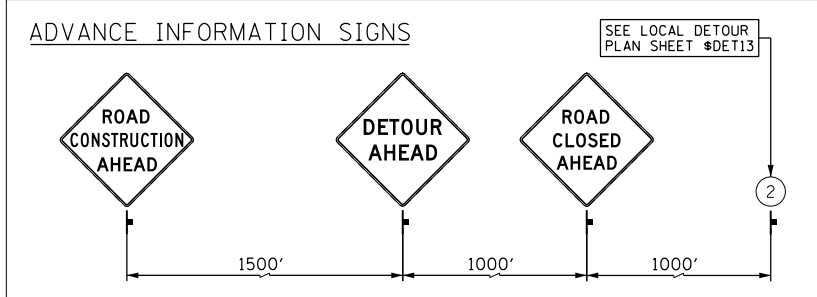 ADVANCE INFORMATION SIGNS
SEE LOCAL DETOUR
PLAN SHEET $DET13
ROAD
CONSTRUCTION
AHEAD
DETOUR
AHEAD
ROAD
CLOSED
AHEAD
2
1500'
1000'
1000'